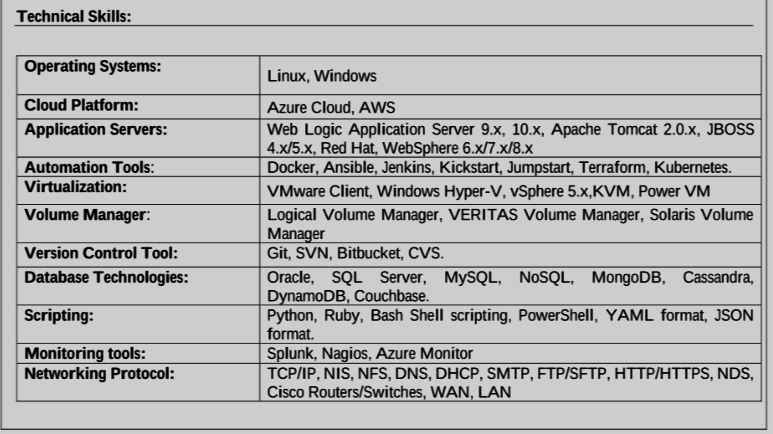 Technical Skills:
Operating Systems: Linux, Windows
Cloud Platform: Azure Cloud, AWS
Application Servers: Web Logic Application Server 9.x, 10.x, Apache Tomcat 2.0.x, JBOSS
4.x/5.x, Red Hat, WebSphere 6.x/7.x/8.x
Automation Tools: Docker, Ansible, Jenkins, Kickstart, Jumpstart, Terraform, Kubernetes.
Virtualization: VMware Client, Windows Hyper-V, vSphere 5.x,KVM, Power VM
Volume Manager: Logical Volume Manager, VERITAS Volume Manager, Solaris Volume
Manager
Version Control Tool: Git, SVN, Bitbucket, CVS.
Database Technologies: Oracle, SQL Server, MySQL, NoSQL, MongoDB, Cassandra,
DynamoDB, Couchbase.
Scripting: Python, Ruby, Bash Shell scripting, PowerShell, YAML format, JSON
format.
Monitoring tools: Splunk, Nagios, Azure Monitor
Networking Protocol: TCP/IP, NIS, NFS, DNS, DHCP, SMTP, FTP/SFTP, HTTP/HTTPS, NDS,
Cisco Routers/Switches, WAN, LAN